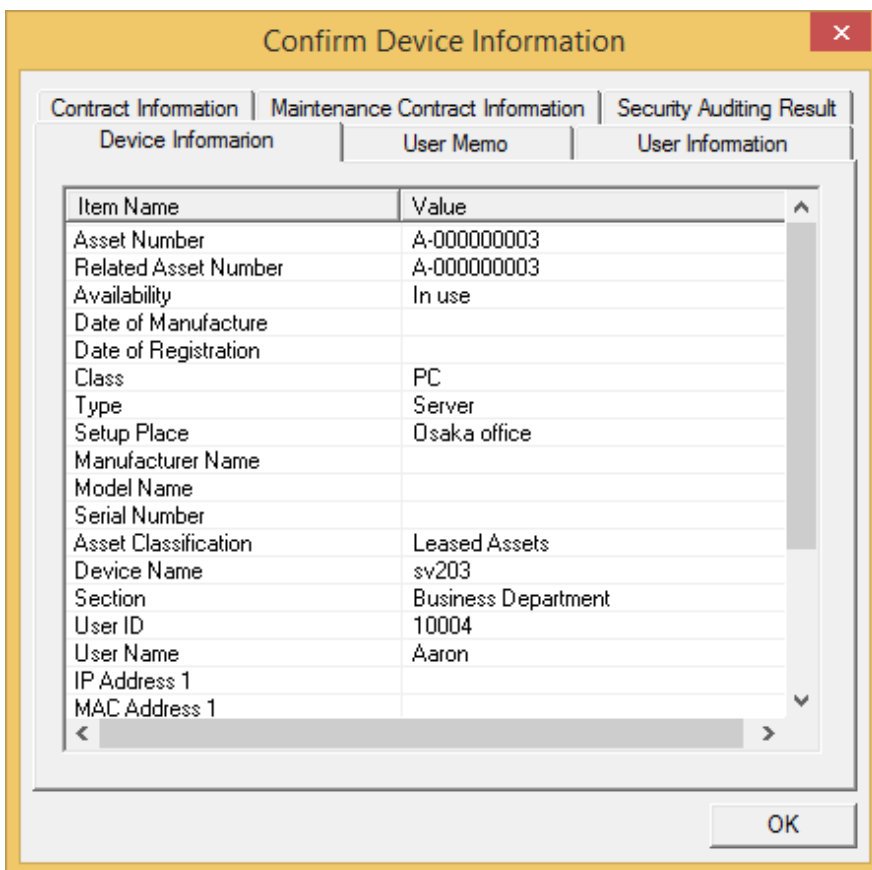 Confirm Device Information
Contract Information Maintenance Contract Information Security Auditing Result
Device Informarion User Memo User Information
Item Name Value
Asset Number A-000000003
Related Asset Number A-000000003
Availability In use
Date of Manufacture
Date of Registration
Class PC
Type Server
Setup Place Osaka office
Manufacturer Name
Model Name
Serial Number
Asset Classification Leased Assets
Device Name sv203
Section Business Department
User ID 10004
User Name Aaron
IP Address 1
MAC Address 1
OK